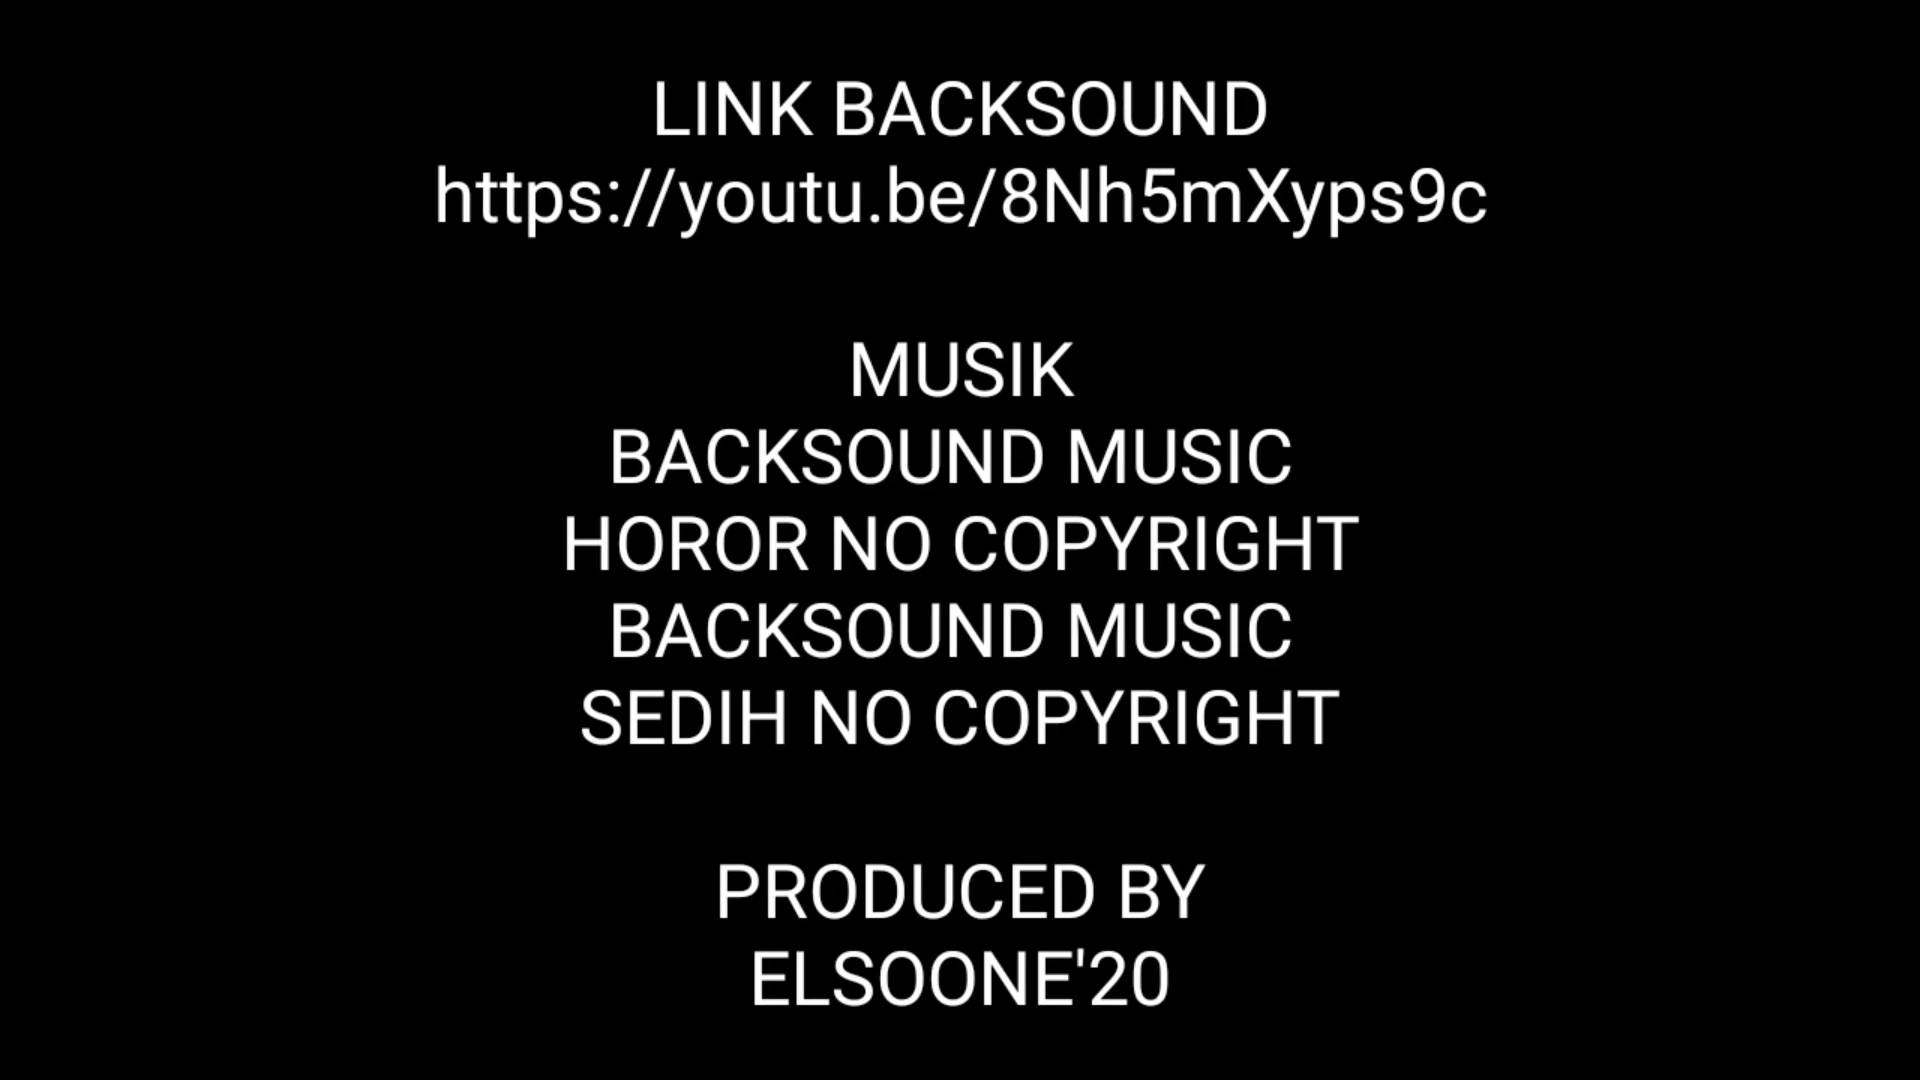 LINK BACKSOUND
https://youtu.be/8Nh5mXyps9c
MUSIK
BACKSOUND MUSIC
HOROR NO COPYRIGHT
BACKSOUND MUSIC
SEDIH NO COPYRIGHT
PRODUCED BY
ELSOONE'20